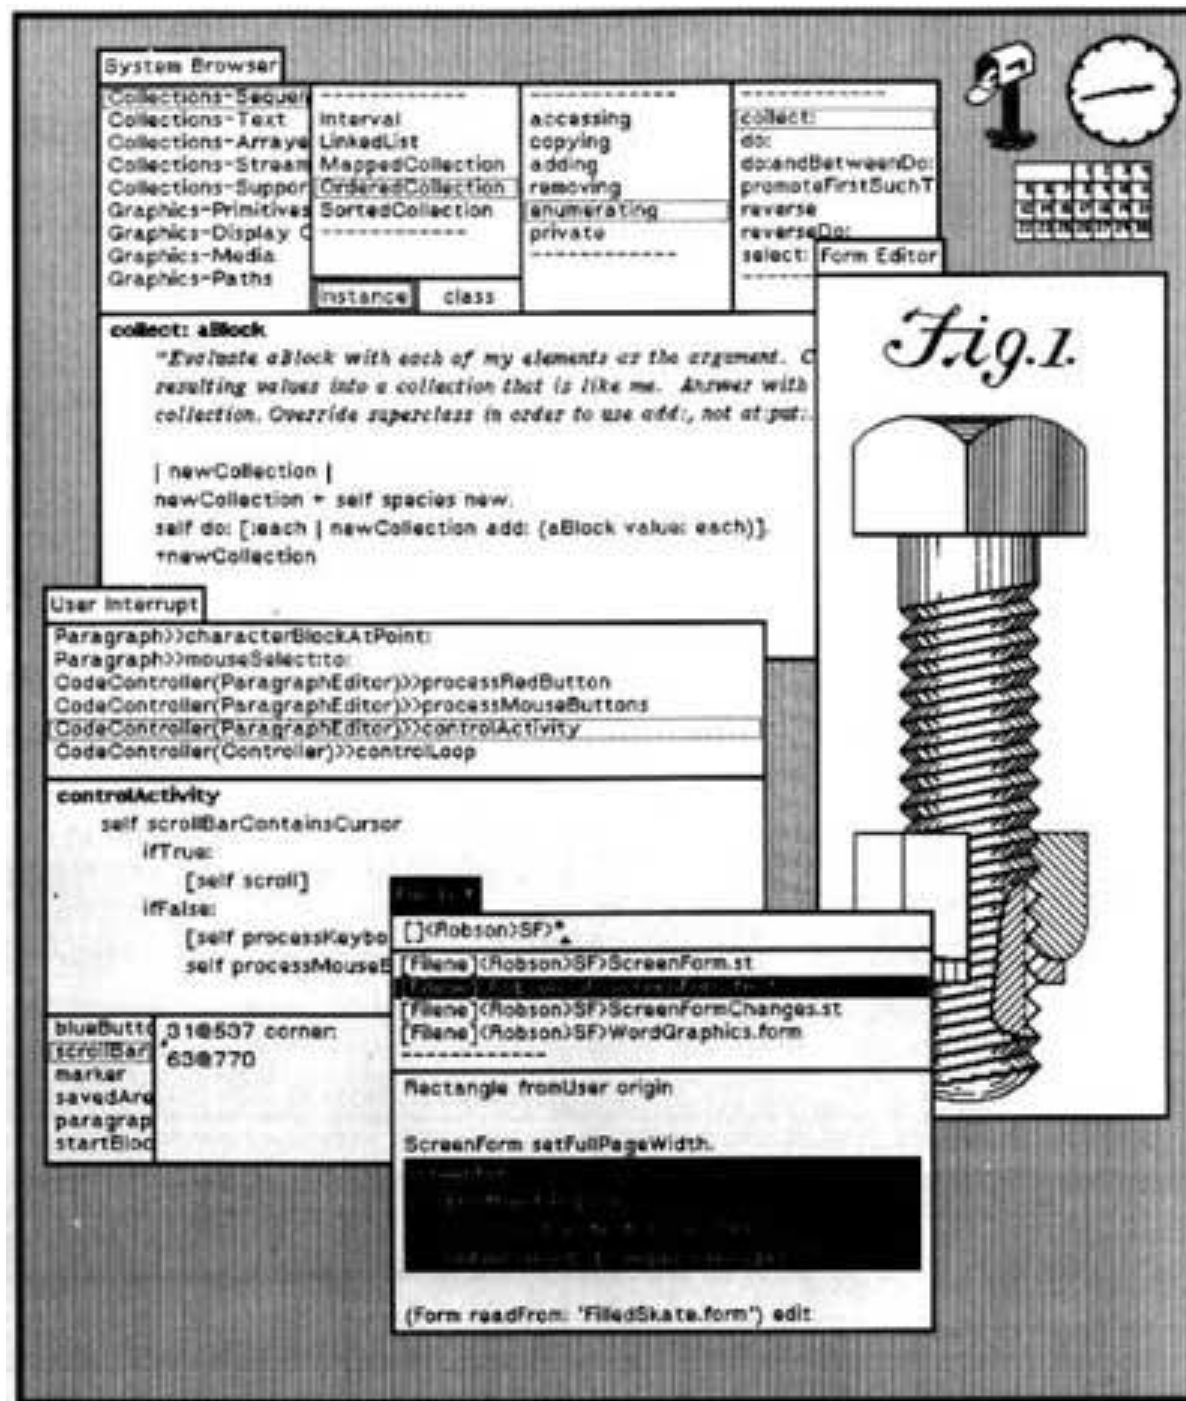 System Browser
Collections-Sequen
Collections-Text
Collections-Arraye
Collections-Stream
Collections-Suppor
Graphics-Primitives
Graphics-Display
Graphics-Media
Graphics-Paths
------------
Interval
LinkedList
MappedCollection
OrderedCollection
SortedCollection
------------
instance class
------------
accessing
copying
adding
removing
enumerating
private
------------
------------
collect:
do:
do:andBetweenDo:
promoteFirstSuchT
reverse
reverseDo:
select:
collect: aBlock
"Evaluate aBlock with each of my elements as the argument. C
resulting values into a collection that is like me. Answer with
collection. Override superclass in order to use add:, not at:put:.
| newCollection |
newCollection ← self species new.
self do: [:each | newCollection add: (aBlock value: each)].
↑newCollection
Form Editor
Fig. 1.
User Interrupt
Paragraph>>characterBlockAtPoint:
Paragraph>>mouseSelect:to:
CodeController(ParagraphEditor)>>processRedButton
CodeController(ParagraphEditor)>>processMouseButtons
CodeController(ParagraphEditor)>>controlActivity
CodeController(Controller)>>controlLoop
controlActivity
self scrollBarContainsCursor
ifTrue:
[self scroll]
ifFalse:
[self processKeybo
self processMouseB
blueButto
scrollBar
marker
savedAre
paragrap
startBloc
31@537 corner:
63@770
[]<Robson>SF>*
[Filene]<Robson>SF>ScreenForm.st
[Filene]<Robson>SF>ScreenFormChanges.st
[Filene]<Robson>SF>WordGraphics.form
------------
Rectangle fromUser origin
ScreenForm setFullPageWidth.
(Form readFrom: 'FilledSkate.form') edit